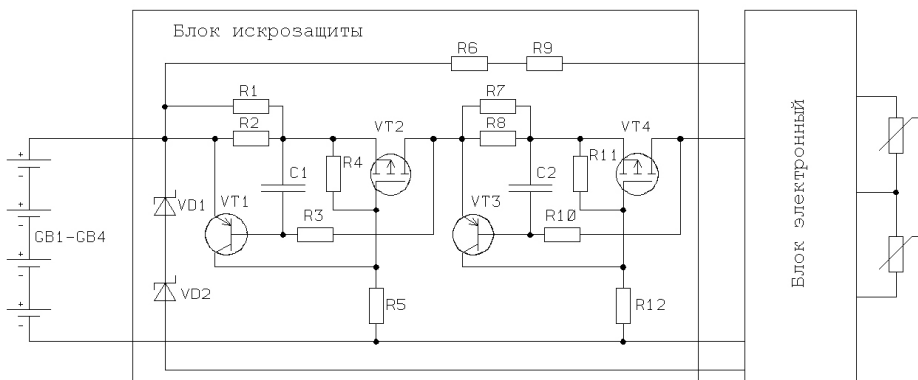 Блок искрозащиты
R6
R9
R1
R7
R2
VT2
R8
VT4
R4
R11
C1
C2
VD1
VT1
R3
VT3
R10
GB1-GB4
VD2
R5
R12
Блок электронный
+
-
+
-
+
-
+
-